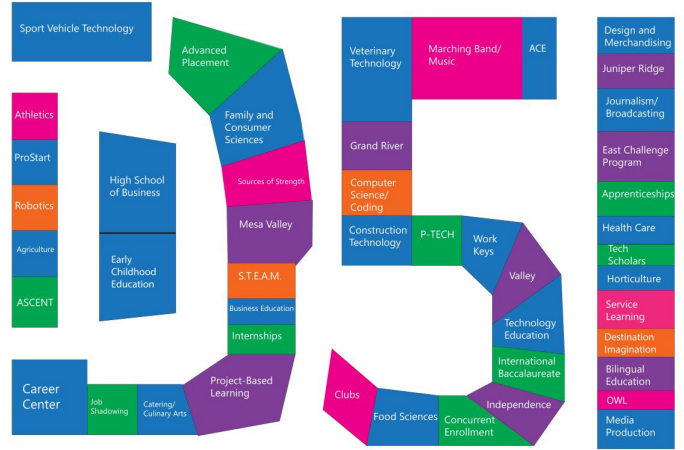 Sport Vehicle Technology
Athletics
ProStart
Robotics
Agriculture
ASCENT
High School
of Business
Early
Childhood
Education
Career
Center
Job
Shadowing
Catering/
Culinary Arts
Project-Based
Learning
Internships
Business Education
S.T.E.A.M.
Mesa Valley
Sources of Strength
Family and
Consumer
Sciences
Advanced
Placement
Veterinary
Technology
Marching Band/
Music
ACE
Grand River
Computer
Science/
Coding
Construction
Technology
P-TECH
Work
Keys
Valley
Technology
Education
International
Baccalaureate
Independence
Concurrent
Enrollment
Food Sciences
Clubs
Design and
Merchandising
Juniper Ridge
Journalism/
Broadcasting
East Challenge
Program
Apprenticeships
Health Care
Tech
Scholars
Horticulture
Service
Learning
Destination
Imagination
Bilingual
Education
OWL
Media
Production